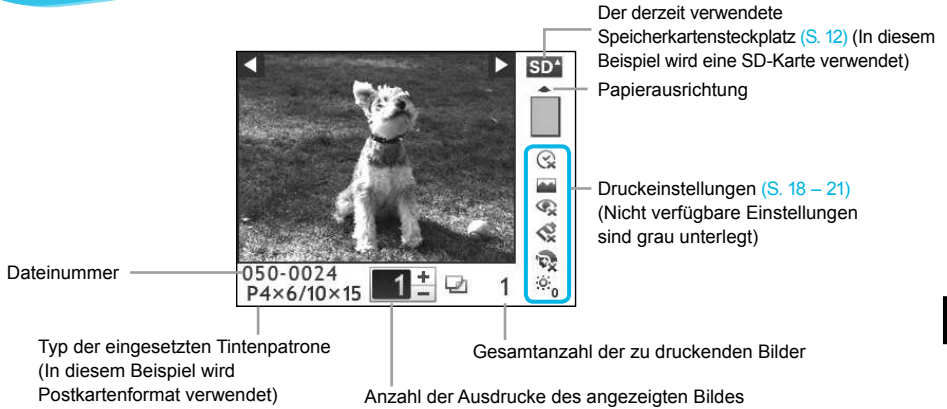 Der derzeit verwendete
Speicherkartensteckplatz (S. 12) (In diesem
Beispiel wird eine SD-Karte verwendet)
SD
Papierausrichtung
Druckeinstellungen (S. 18 – 21)
(Nicht verfügbare Einstellungen
sind grau unterlegt)
0
Dateinummer
050-0024
P4×6/10×15
1 + −
1
Typ der eingesetzten Tintenpatrone
(In diesem Beispiel wird
Postkartenformat verwendet)
Gesamtanzahl der zu druckenden Bilder
Anzahl der Ausdrucke des angezeigten Bildes